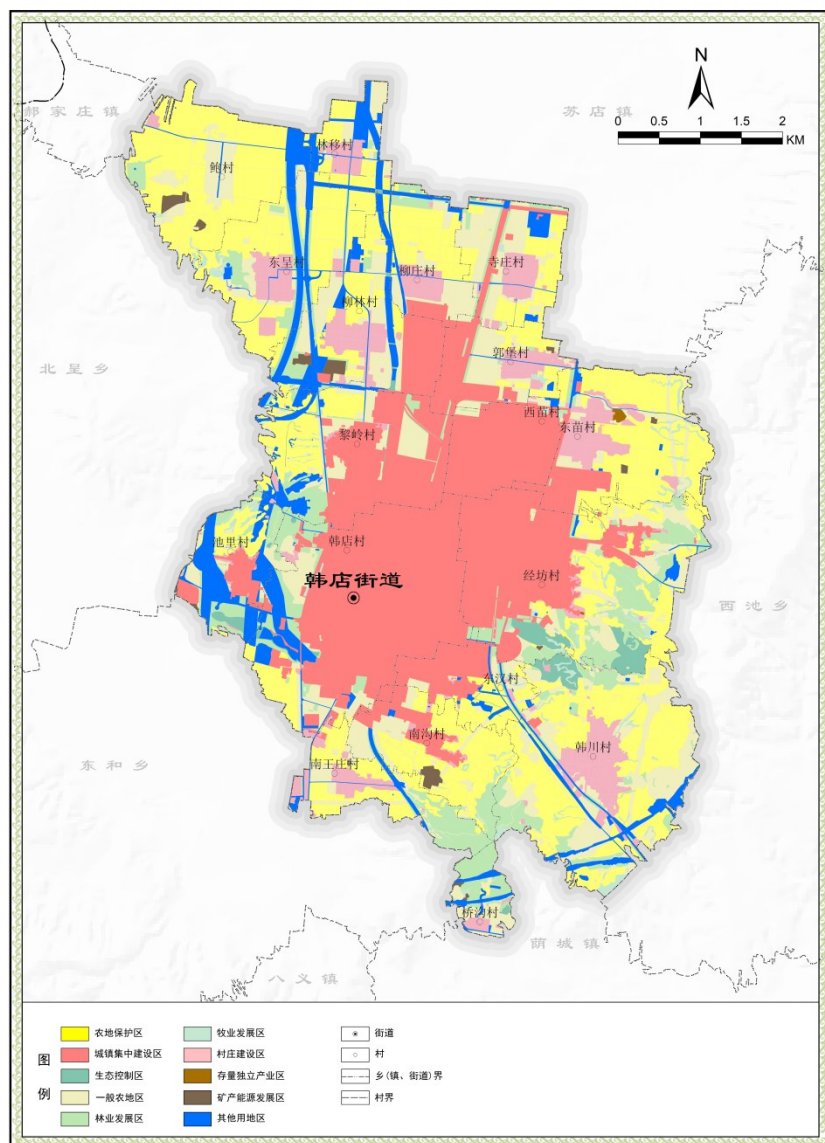 N
郝家庄镇
苏店镇
0 0.5 1 1.5 2
KM
林移村
鲍村
东呈村
柳庄村
寺庄村
柳林村
北呈乡
郭堡村
西苗村
黎岭村
东苗村
池里村
韩店村
经坊村
韩店街道
西池乡
东汉村
南沟村
韩川村
东和乡
南王庄村
桥沟村
荫城镇
八义镇
图例
农地保护区
牧业发展区
街道
城镇集中建设区
村庄建设区
村
生态控制区
存量独立产业区
乡(镇、街道)界
一般农地区
矿产能源发展区
村界
林业发展区
其他用地区